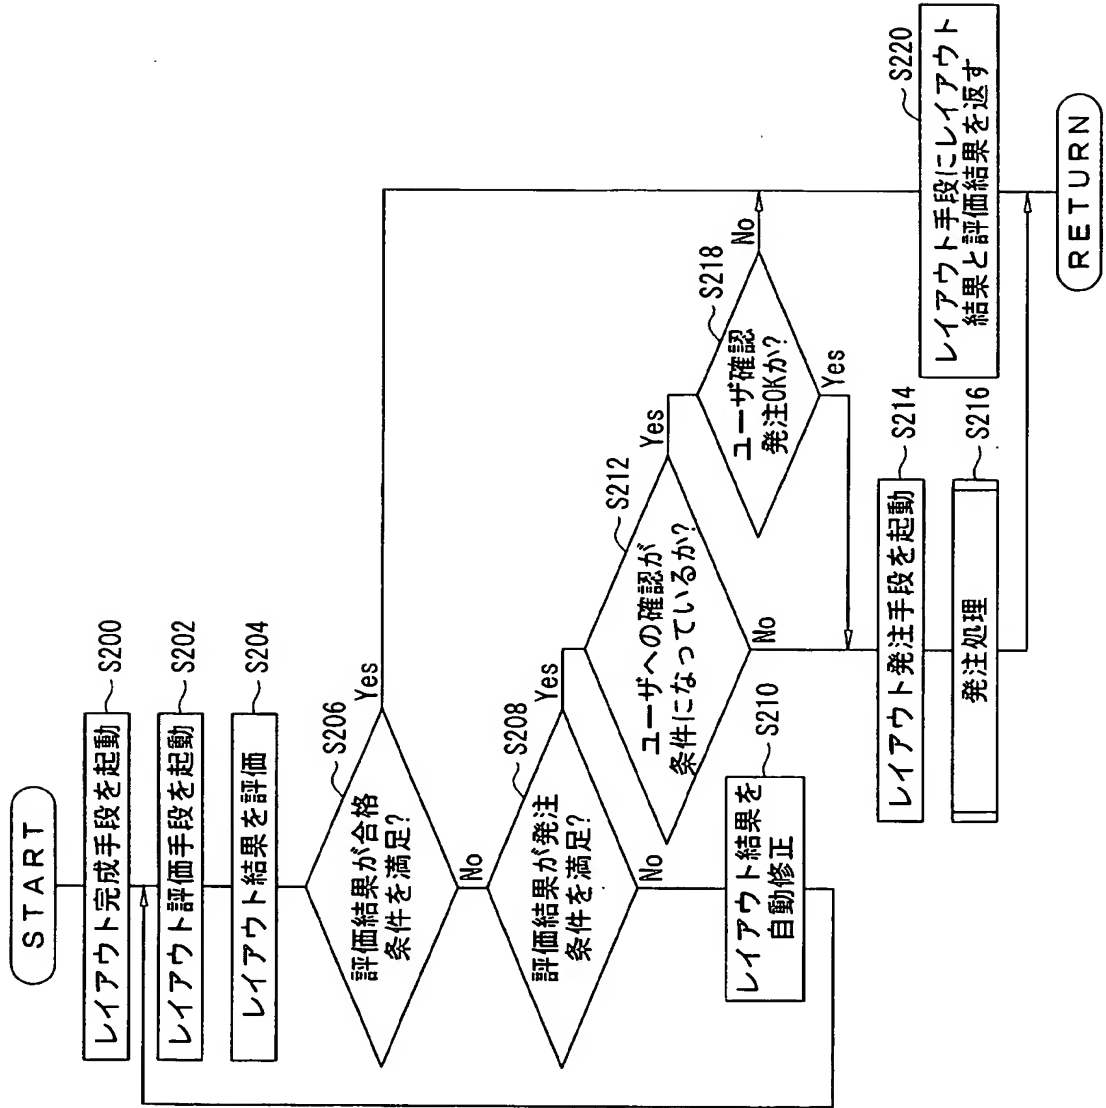 START
レイアウト完成手段を起動
S200
レイアウト評価手段を起動
S202
レイアウト結果を評価
S204
評価結果が合格
条件を満足?
S206
Yes
No
評価結果が発注
条件を満足?
S208
Yes
No
レイアウト結果を
自動修正
S210
ユーザへの確認が
条件になっているか?
S212
Yes
No
ユーザ確認
発注OKか?
S218
No
Yes
レイアウト発注手段を起動
S214
発注処理
S216
レイアウト手段にレイアウト
結果と評価結果を返す
S220
RETURN